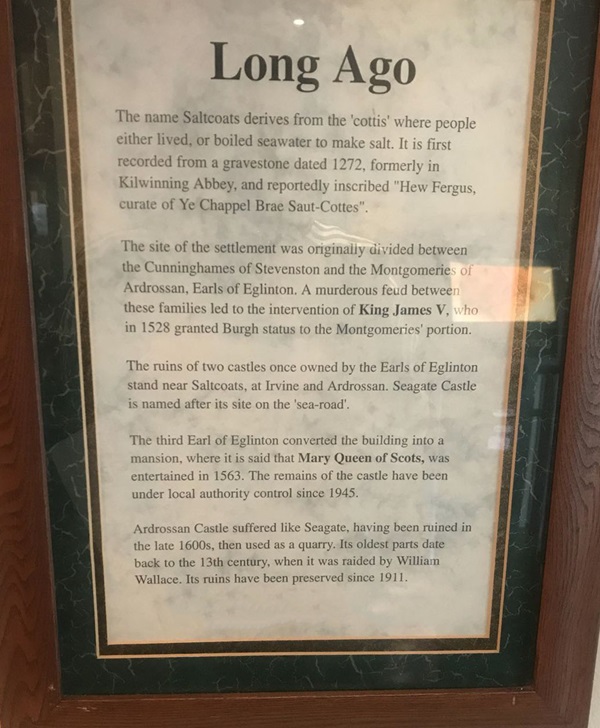 Long Ago
The name Saltcoats derives from the 'cottis' where people
either lived, or boiled seawater to make salt. It is first
recorded from a gravestone dated 1272, formerly in
Kilwinning Abbey, and reportedly inscribed "Hew Fergus,
curate of Ye Chappel Brae Saut-Cottes".
The site of the settlement was originally divided between
the Cunninghames of Stevenston and the Montgomeries of
Ardrossan, Earls of Eglinton. A murderous feud between
these families led to the intervention of King James V, who
in 1528 granted Burgh status to the Montgomeries' portion.
The ruins of two castles once owned by the Earls of Eglinton
stand near Saltcoats, at Irvine and Ardrossan. Seagate Castle
is named after its site on the 'sea-road'.
The third Earl of Eglinton converted the building into a
mansion, where it is said that Mary Queen of Scots, was
entertained in 1563. The remains of the castle have been
under local authority control since 1945.
Ardrossan Castle suffered like Seagate, having been ruined in
the late 1600s, then used as a quarry. Its oldest parts date
back to the 13th century, when it was raided by William
Wallace. Its ruins have been preserved since 1911.